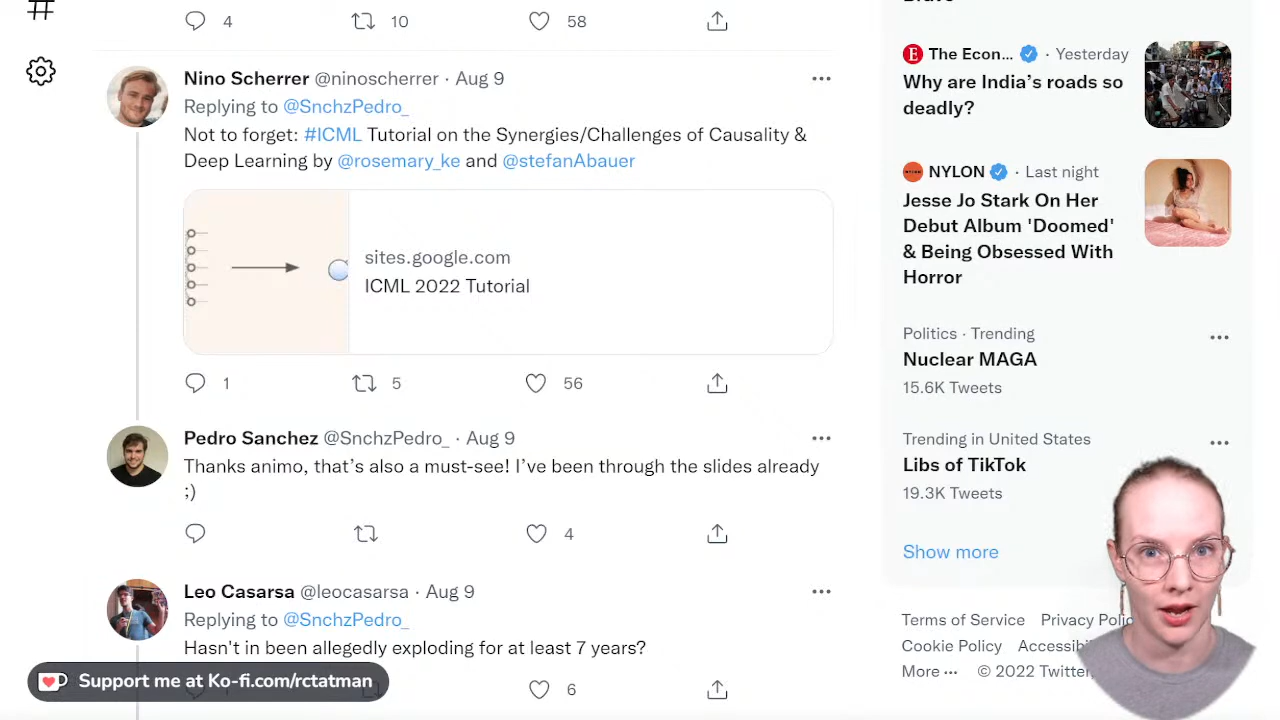 4 10 58
Nino Scherrer @ninoscherrer · Aug 9
Replying to @SnchzPedro_
Not to forget: #ICML Tutorial on the Synergies/Challenges of Causality &
Deep Learning by @rosemary_ke and @stefanAbauer
sites.google.com
ICML 2022 Tutorial
1 5 56
Pedro Sanchez @SnchzPedro_ · Aug 9
Thanks animo, that's also a must-see! I've been through the slides already
;)
4
Leo Casarsa @leocasarsa · Aug 9
Replying to @SnchzPedro_
Hasn't in been allegedly exploding for at least 7 years?
6
Support me at Ko-fi.com/rctatman
The Econ... · Yesterday
Why are India's roads so
deadly?
NYLON · Last night
Jesse Jo Stark On Her
Debut Album 'Doomed'
& Being Obsessed With
Horror
Politics · Trending
Nuclear MAGA
15.6K Tweets
Trending in United States
Libs of TikTok
19.3K Tweets
Show more
Terms of Service Privacy
Cookie Policy
More ··· © 2022 Twitter,